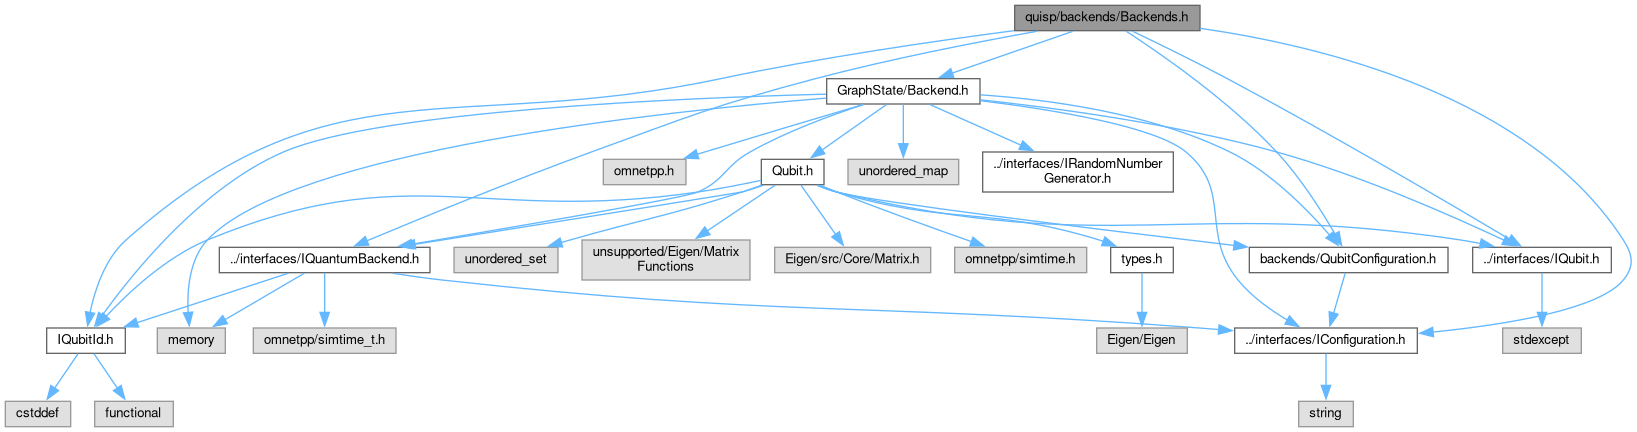 quisp/backends/Backends.h
GraphState/Backend.h
omnetpp.h
Qubit.h
unordered_map
../interfaces/IRandomNumber
Generator.h
../interfaces/IQuantumBackend.h
unordered_set
unsupported/Eigen/Matrix
Functions
Eigen/src/Core/Matrix.h
omnetpp/simtime.h
types.h
backends/QubitConfiguration.h
../interfaces/IQubit.h
IQubitId.h
memory
omnetpp/simtime_t.h
Eigen/Eigen
../interfaces/IConfiguration.h
stdexcept
cstddef
functional
string